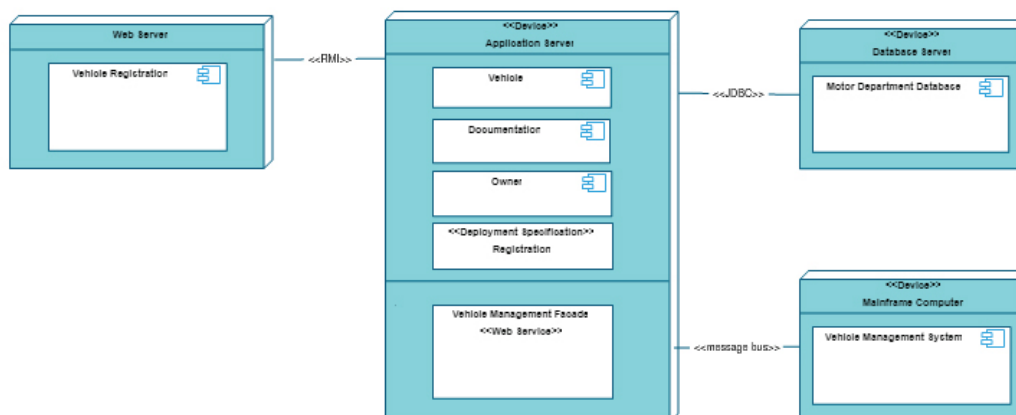 Web Server
Vehicle Registration
<<RMI>>
<<Device>>
Application Server
Vehicle
Documentation
Owner
<<Deployment Specification>>
Registration
Vehicle Management Facade
<<Web Service>>
<<JDBC>>
<<Device>>
Database Server
Motor Department Database
<<message bus>>
<<Device>>
Mainframe Computer
Vehicle Management System